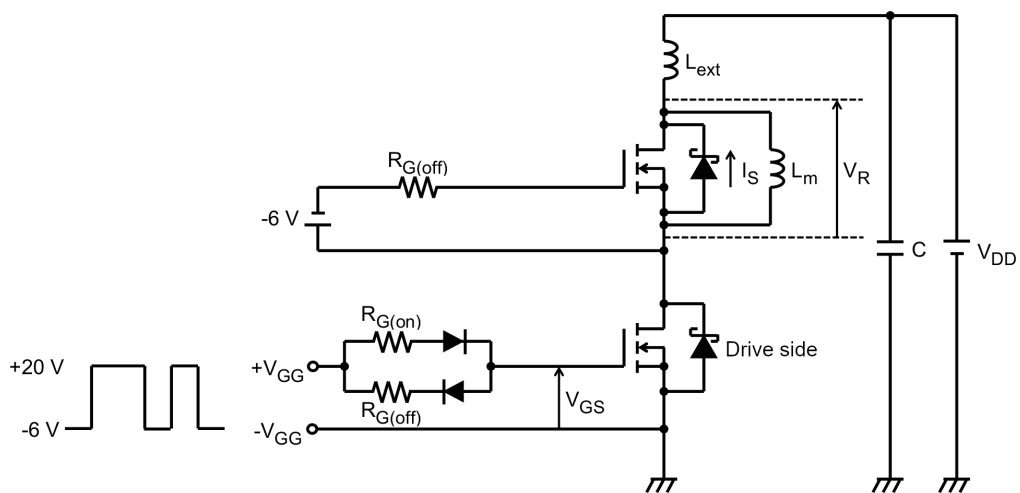 L_ext
R_G(off)
I_S
L_m
V_R
-6 V
C
V_DD
R_G(on)
Drive side
+20 V
+V_GG
R_G(off)
V_GS
-6 V
-V_GG